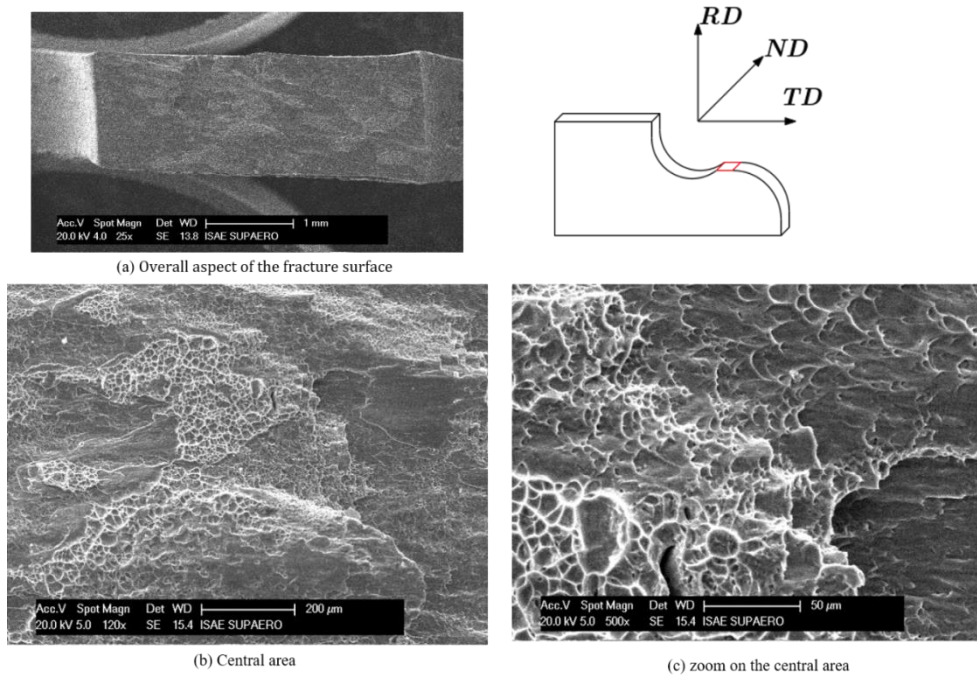 RD
ND
TD
Acc.V Spot Magn Det WD 1 mm
20.0 kV 4.0 25x SE 13.8 ISAE SUPAERO
(a) Overall aspect of the fracture surface
Acc.V Spot Magn Det WD 200 µm
20.0 kV 5.0 120x SE 15.4 ISAE SUPAERO
(b) Central area
Acc.V Spot Magn Det WD 50 µm
20.0 kV 5.0 500x SE 15.4 ISAE SUPAERO
(c) zoom on the central area